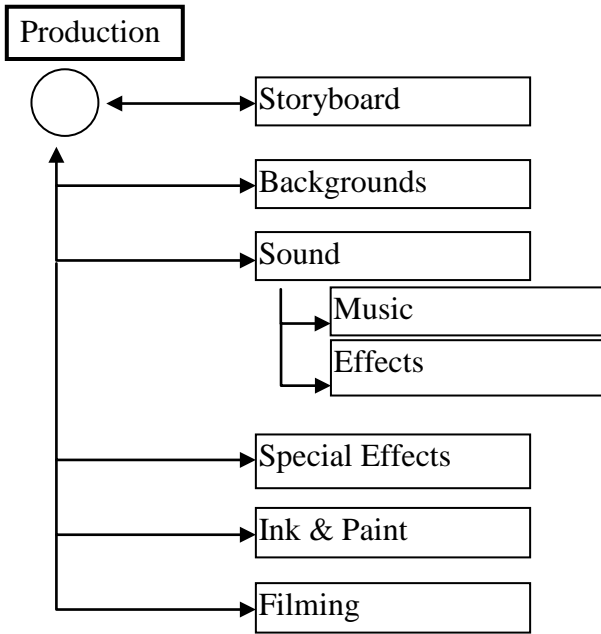 Production
Storyboard
Backgrounds
Sound
Music
Effects
Special Effects
Ink & Paint
Filming